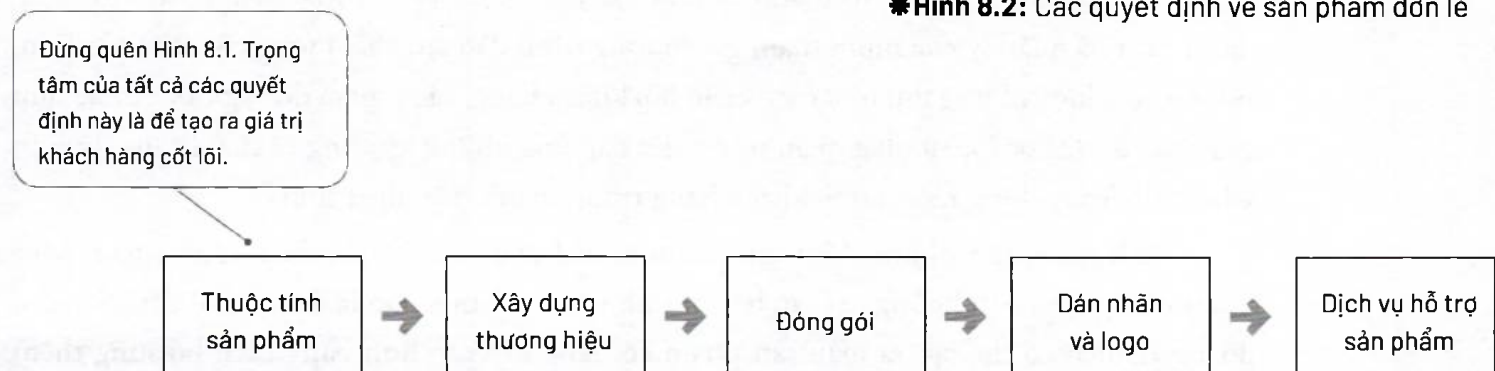 ✱Hình 8.2: Các quyết định về sản phẩm đơn lẻ
Đừng quên Hình 8.1. Trọng
tâm của tất cả các quyết
định này là để tạo ra giá trị
khách hàng cốt lõi.
Thuộc tính
sản phẩm
Xây dựng
thương hiệu
Đóng gói
Dán nhãn
và logo
Dịch vụ hỗ trợ
sản phẩm